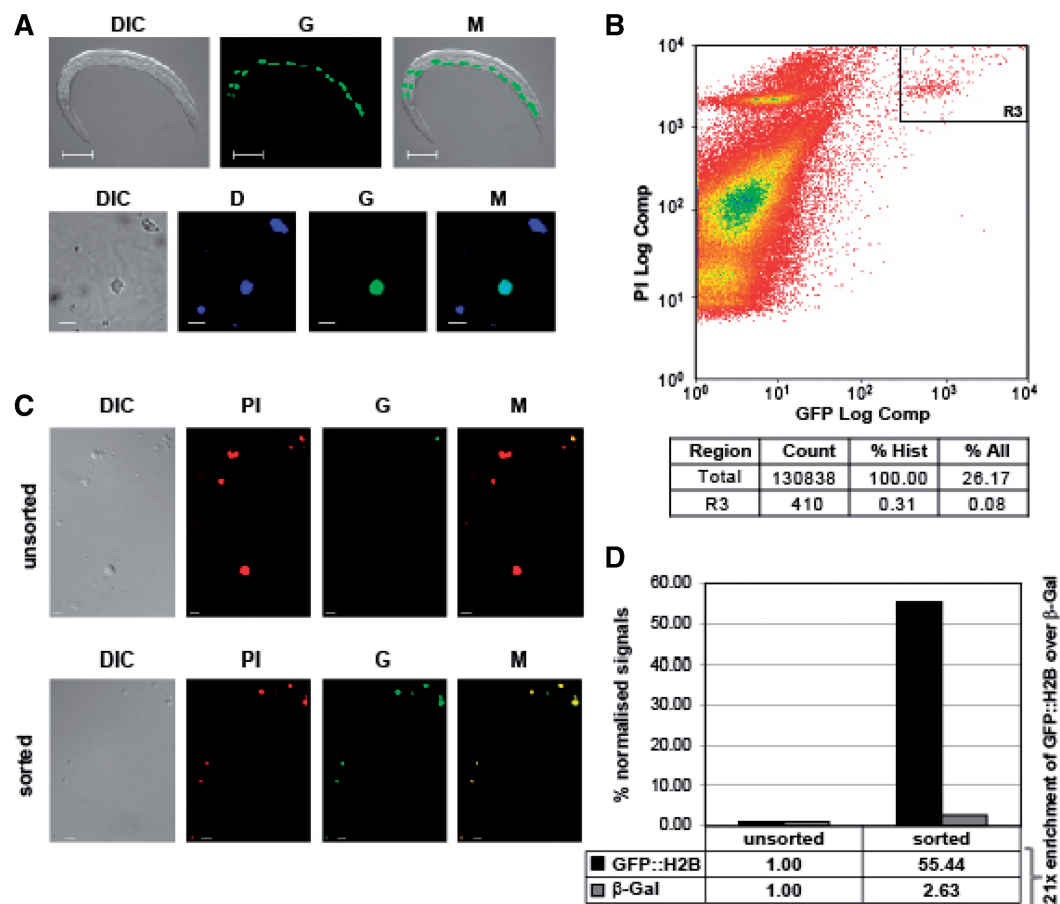 A
DIC G M
DIC D G M
B
10^4
10^3
10^2
10^1
10^0
PI Log Comp
R3
10^0 10^1 10^2 10^3 10^4
GFP Log Comp
Region Count % Hist % All
Total 130838 100.00 26.17
R3 410 0.31 0.08
C
DIC PI G M
unsorted
DIC PI G M
sorted
D
60.00
50.00
40.00
30.00
20.00
10.00
0.00
% normalised signals
unsorted sorted
GFP::H2B 1.00 55.44
β-Gal 1.00 2.63
21x enrichment of GFP::H2B over β-Gal